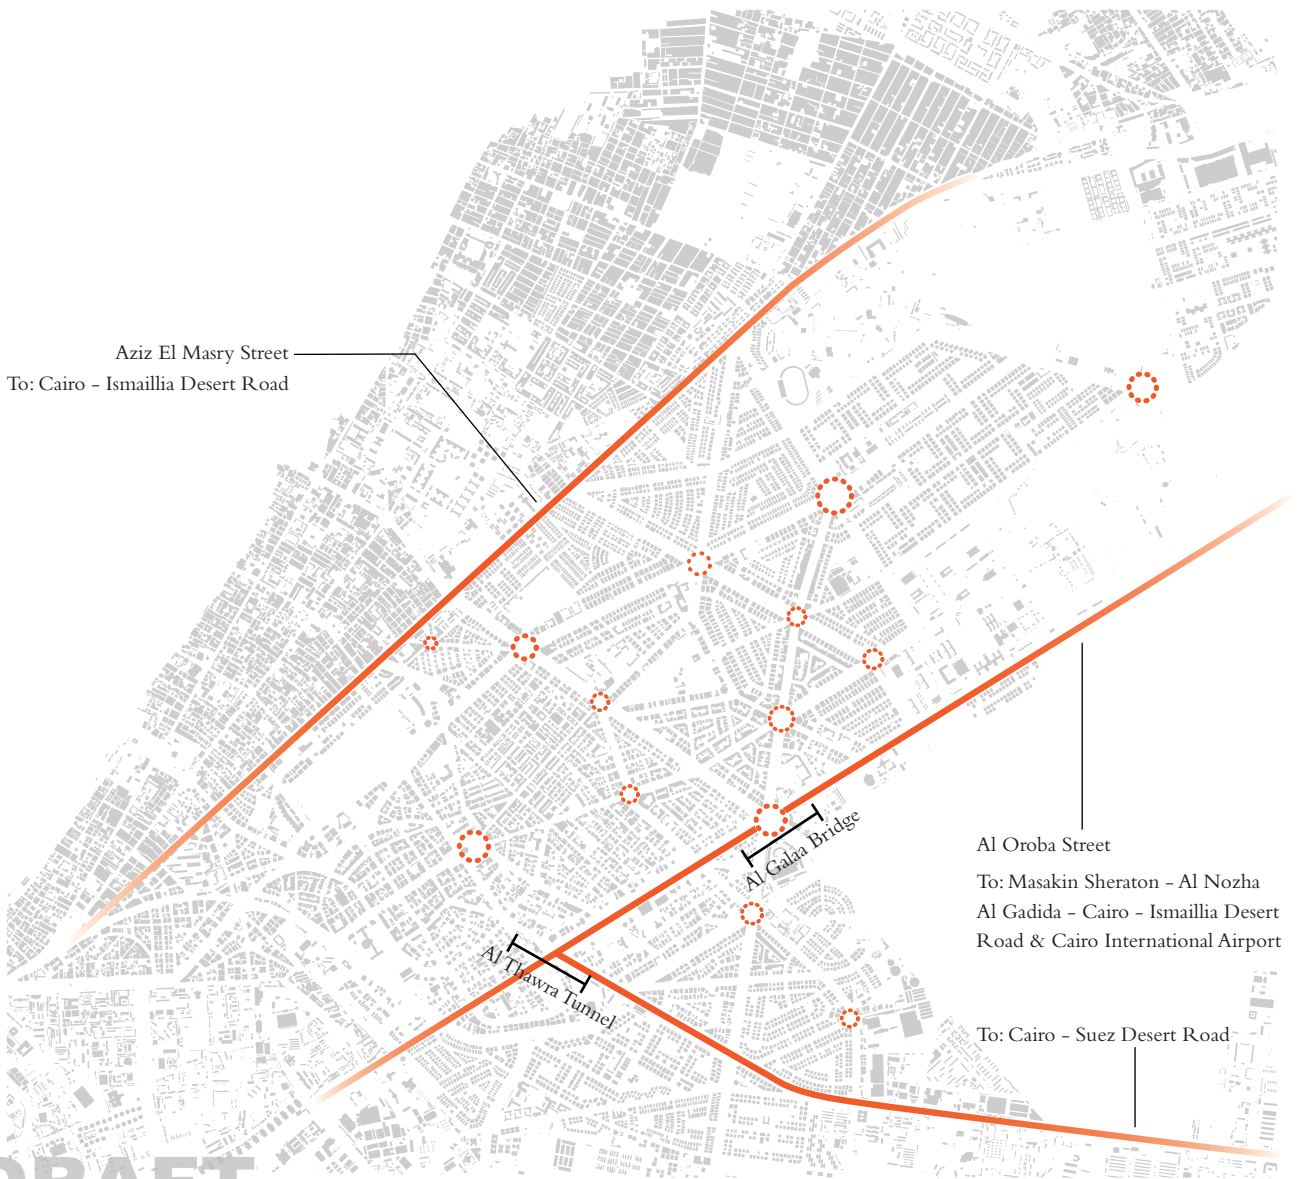 Aziz El Masry Street
To: Cairo - Ismaillia Desert Road
Al Galaa Bridge
Al Oroba Street
To: Masakin Sheraton - Al Nozha
Al Gadida - Cairo - Ismaillia Desert
Road & Cairo International Airport
Al Thawra Tunnel
To: Cairo - Suez Desert Road
DRAFT